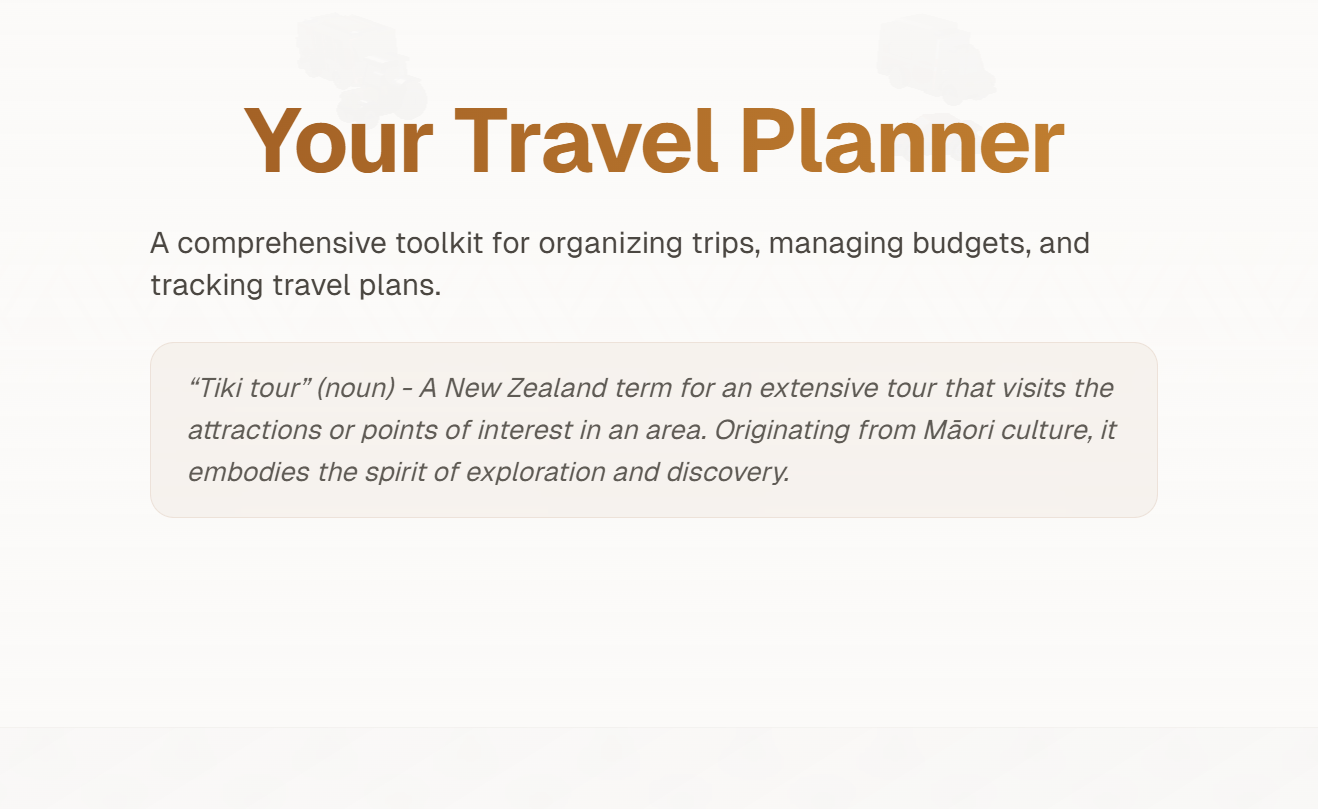 Your Travel Planner
A comprehensive toolkit for organizing trips, managing budgets, and
tracking travel plans.
“Tiki tour” (noun) - A New Zealand term for an extensive tour that visits the
attractions or points of interest in an area. Originating from Māori culture, it
embodies the spirit of exploration and discovery.